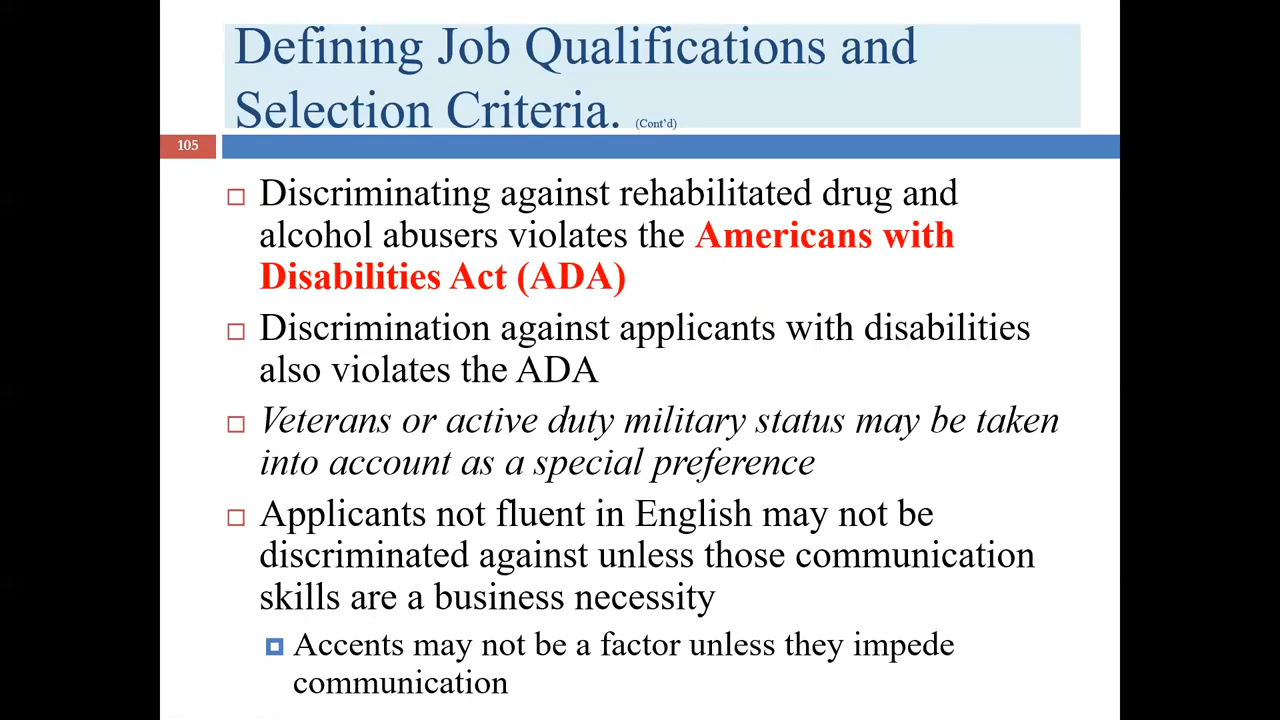 Defining Job Qualifications and
Selection Criteria. (Cont'd)
105
Discriminating against rehabilitated drug and
alcohol abusers violates the Americans with
Disabilities Act (ADA)
Discrimination against applicants with disabilities
also violates the ADA
Veterans or active duty military status may be taken
into account as a special preference
Applicants not fluent in English may not be
discriminated against unless those communication
skills are a business necessity
Accents may not be a factor unless they impede
communication